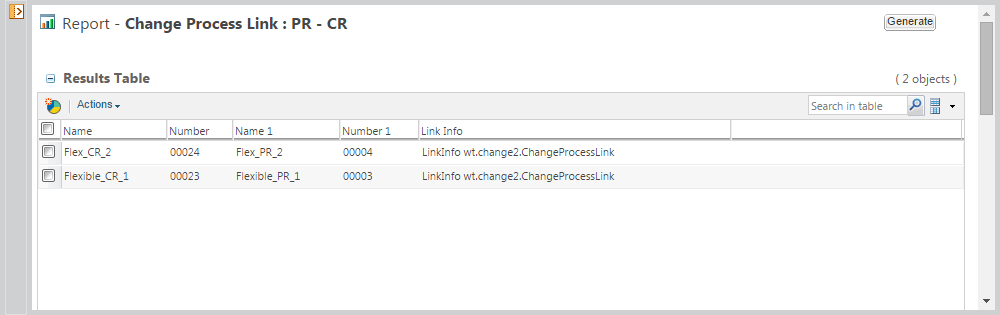 Report - Change Process Link : PR - CR
Generate
Results Table
( 2 objects )
Actions
Search in table
Name Number Name 1 Number 1 Link Info
Flex_CR_2 00024 Flex_PR_2 00004 LinkInfo wt.change2.ChangeProcessLink
Flexible_CR_1 00023 Flexible_PR_1 00003 LinkInfo wt.change2.ChangeProcessLink